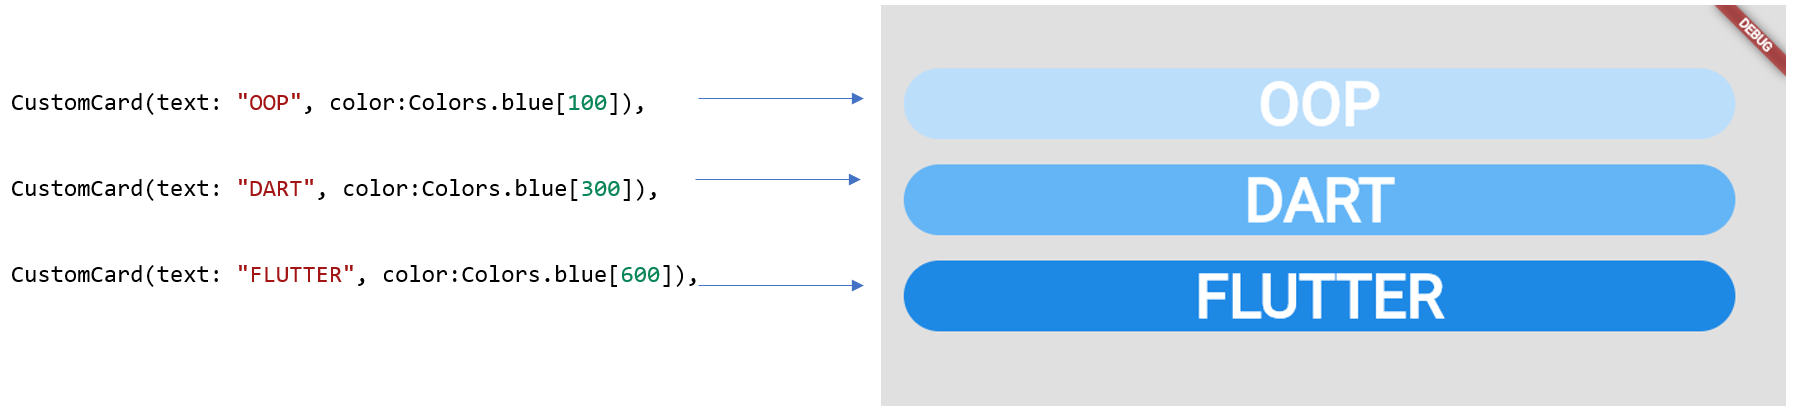 DEBUG
CustomCard(text: "OOP", color:Colors.blue[100]),
OOP
CustomCard(text: "DART", color:Colors.blue[300]),
DART
CustomCard(text: "FLUTTER", color:Colors.blue[600]),
FLUTTER